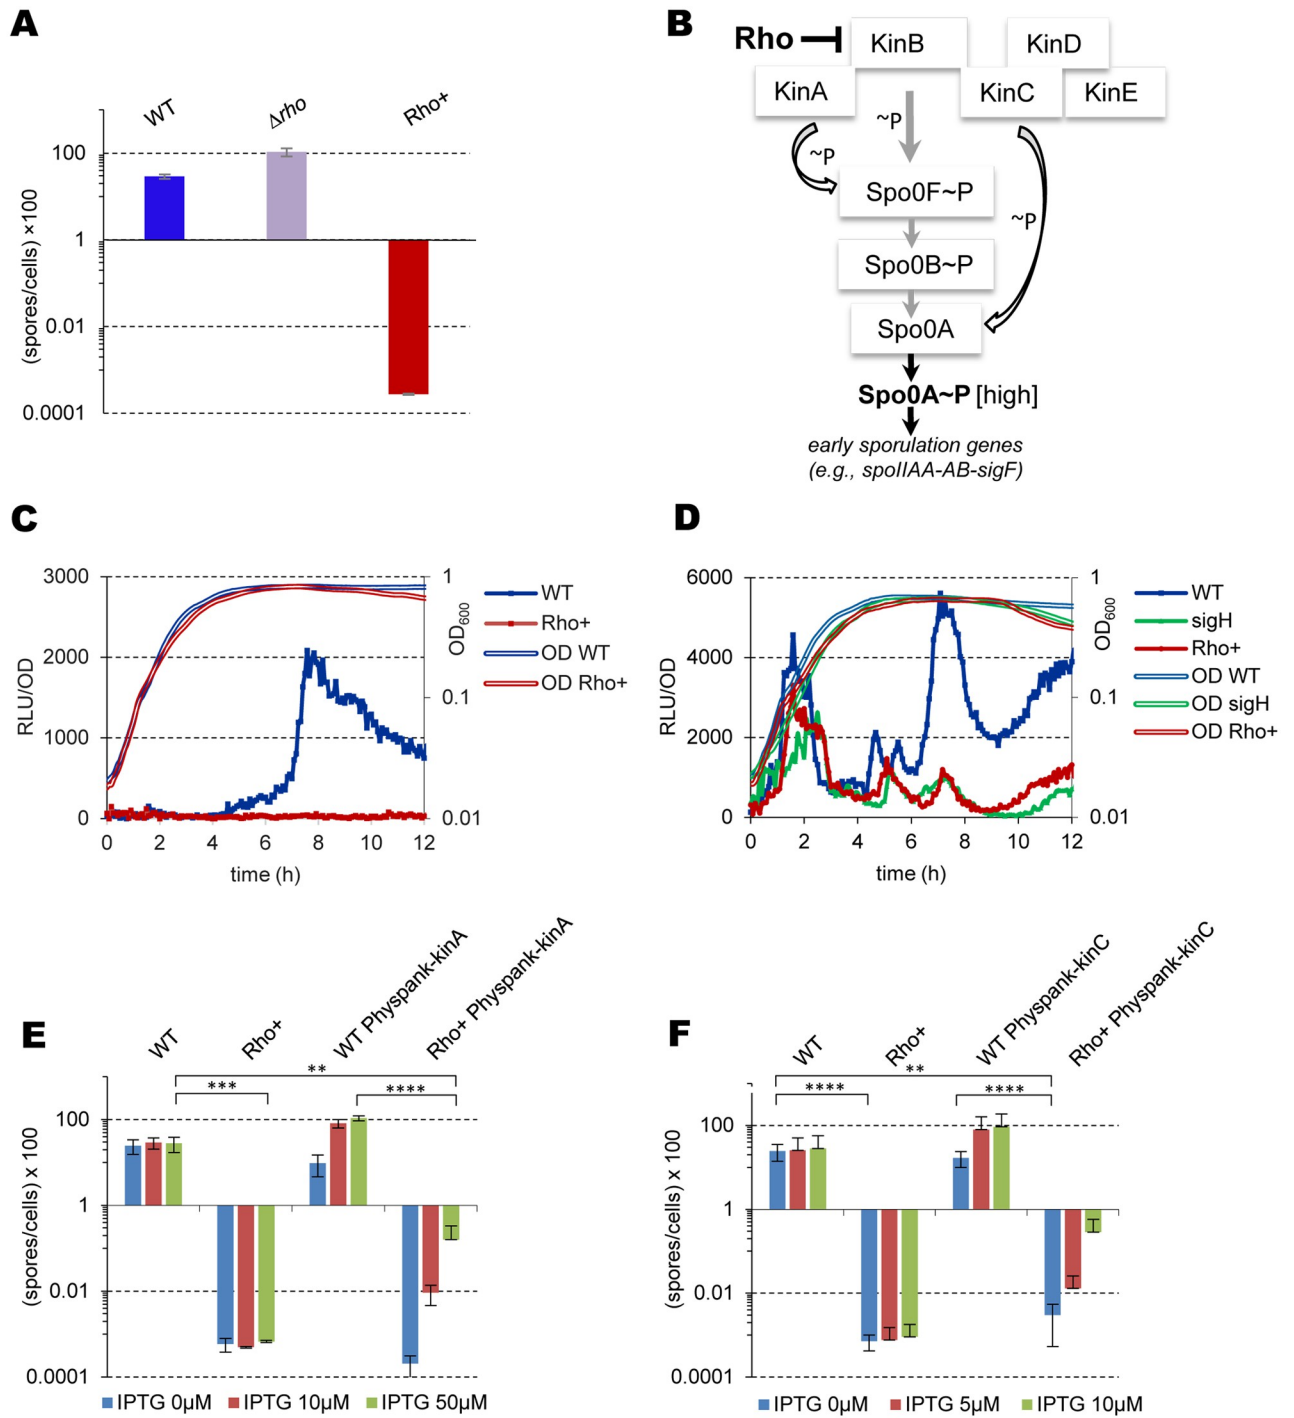 A
WT
Δrho
Rho+
100
1
0.01
0.0001
(spores/cells) ×100
B
Rho
KinB
KinD
KinA
KinC
KinE
~P
~P
~P
Spo0F~P
Spo0B~P
Spo0A
Spo0A~P [high]
early sporulation genes
(e.g., spoIIAA-AB-sigF)
C
3000
2000
1000
0
RLU/OD
1
0.1
0.01
OD600
0 2 4 6 8 10 12
time (h)
WT
Rho+
OD WT
OD Rho+
D
6000
4000
2000
0
RLU/OD
1
0.1
0.01
OD600
0 2 4 6 8 10 12
time (h)
WT
sigH
Rho+
OD WT
OD sigH
OD Rho+
E
WT
Rho+
WT Physpank-kinA
Rho+ Physpank-kinA
**
***
****
100
1
0.01
0.0001
(spores/cells) x 100
IPTG 0µM IPTG 10µM IPTG 50µM
F
WT
Rho+
WT Physpank-kinC
Rho+ Physpank-kinC
**
****
****
100
1
0.01
0.0001
(spores/cells) x 100
IPTG 0µM IPTG 5µM IPTG 10µM